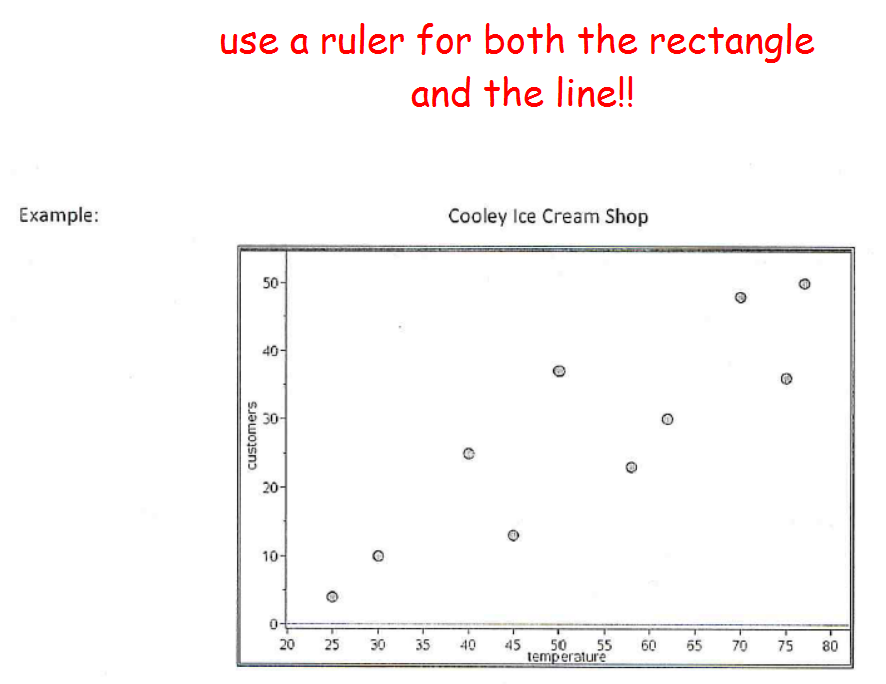 use a ruler for both the rectangle
and the line!!
Example:
Cooley Ice Cream Shop
50
40
30
20
10
0
customers
20 25 30 35 40 45 50 55 60 65 70 75 80
temperature